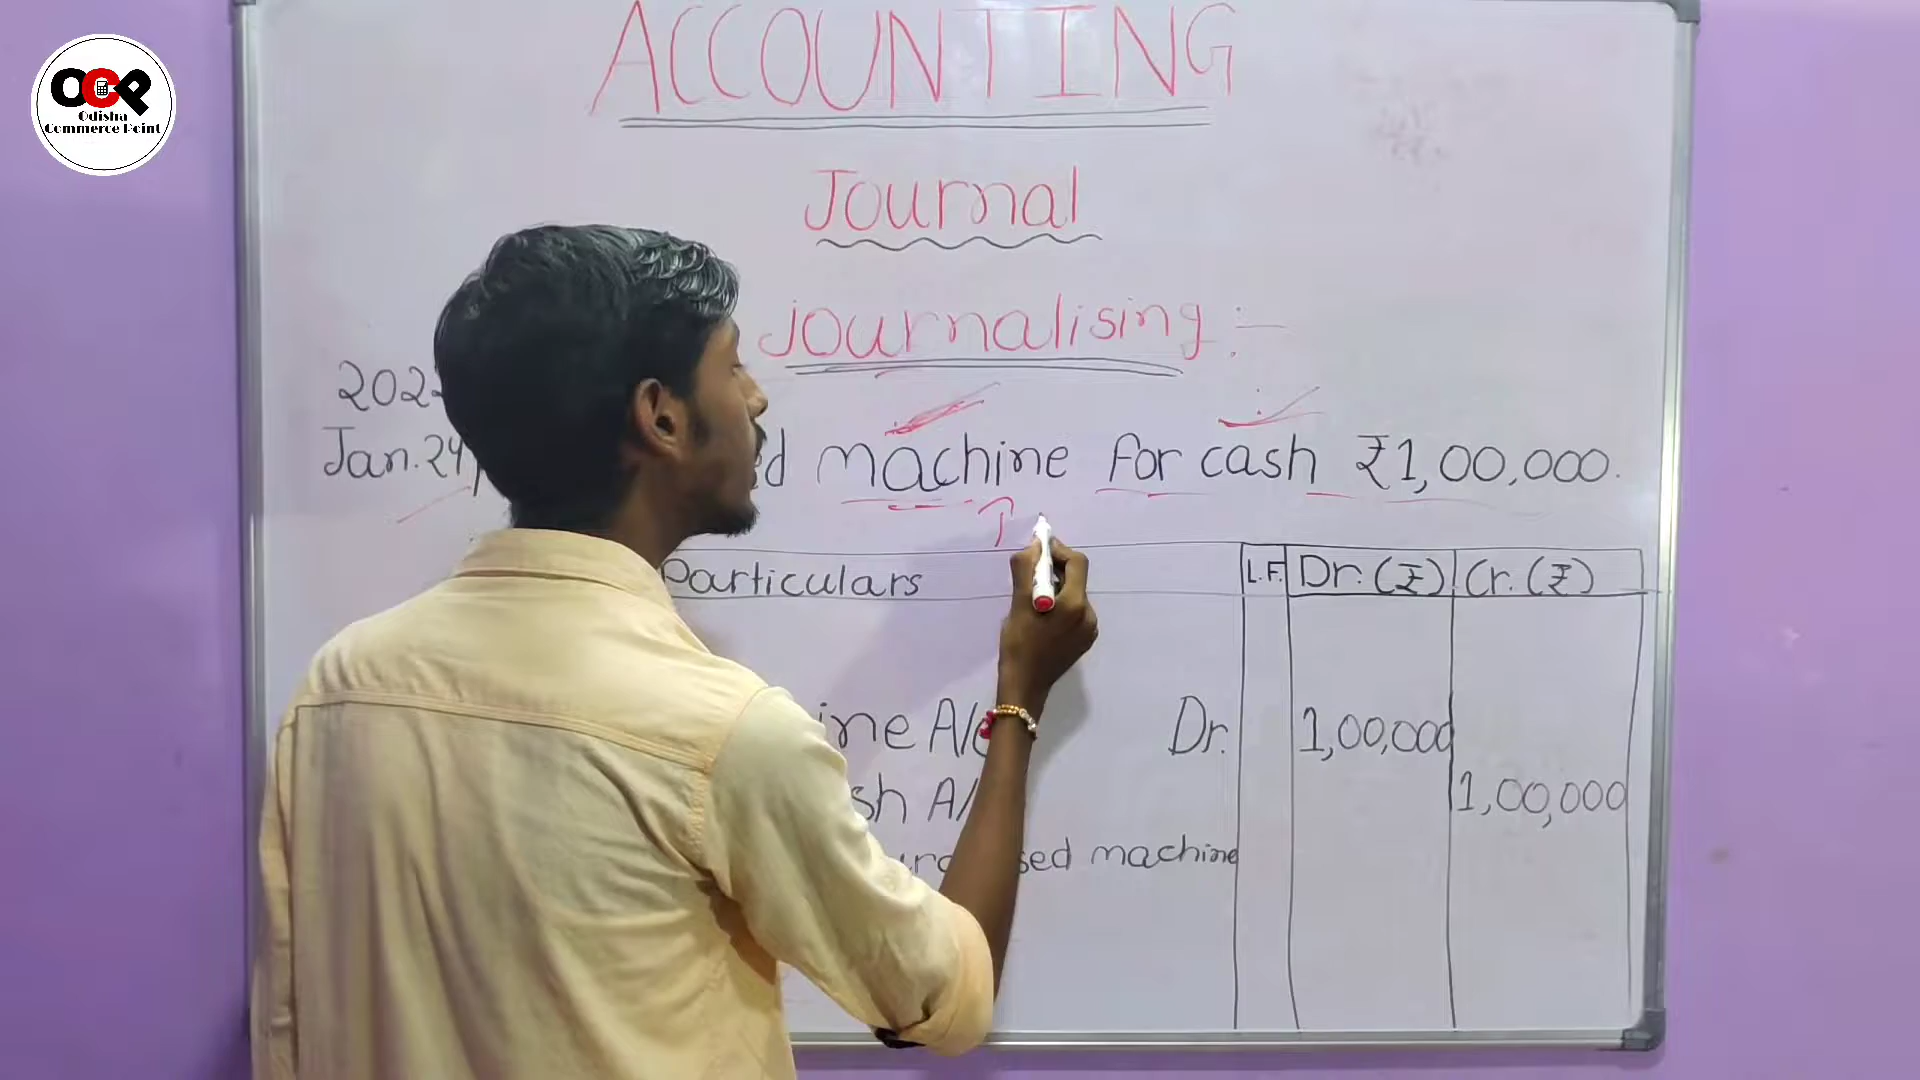 OCP
Odisha
Commerce Point
ACCOUNTING
Journal
Journalising :-
202
Jan. 24, machine for cash ₹1,00,000.
Particulars L.F. Dr. (₹) Cr. (₹)
ine A/c Dr. 1,00,000
sh A/ 1,00,000
sed machine